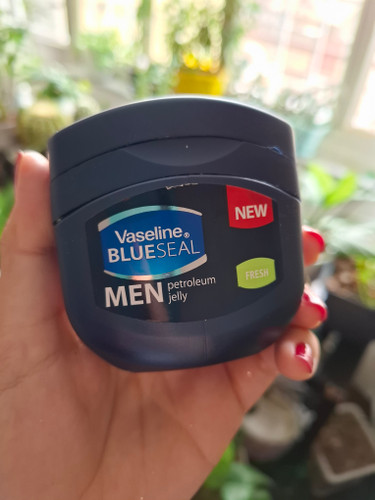 NEW
Vaseline®
BLUESEAL
FRESH
MEN petroleum
jelly